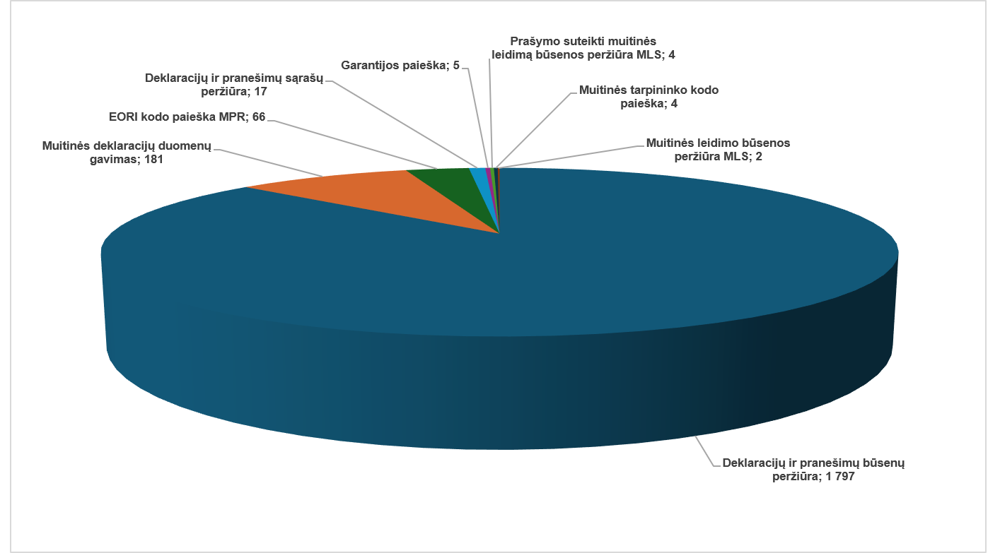 Prašymo suteikti muitinės
leidimą būsenos peržiūra MLS; 4
Garantijos paieška; 5
Deklaracijų ir pranešimų sąrašų
peržiūra; 17
Muitinės tarpininko kodo
paieška; 4
EORI kodo paieška MPR; 66
Muitinės deklaracijų duomenų
gavimas; 181
Muitinės leidimo būsenos
peržiūra MLS; 2
Deklaracijų ir pranešimų būsenų
peržiūra; 1 797